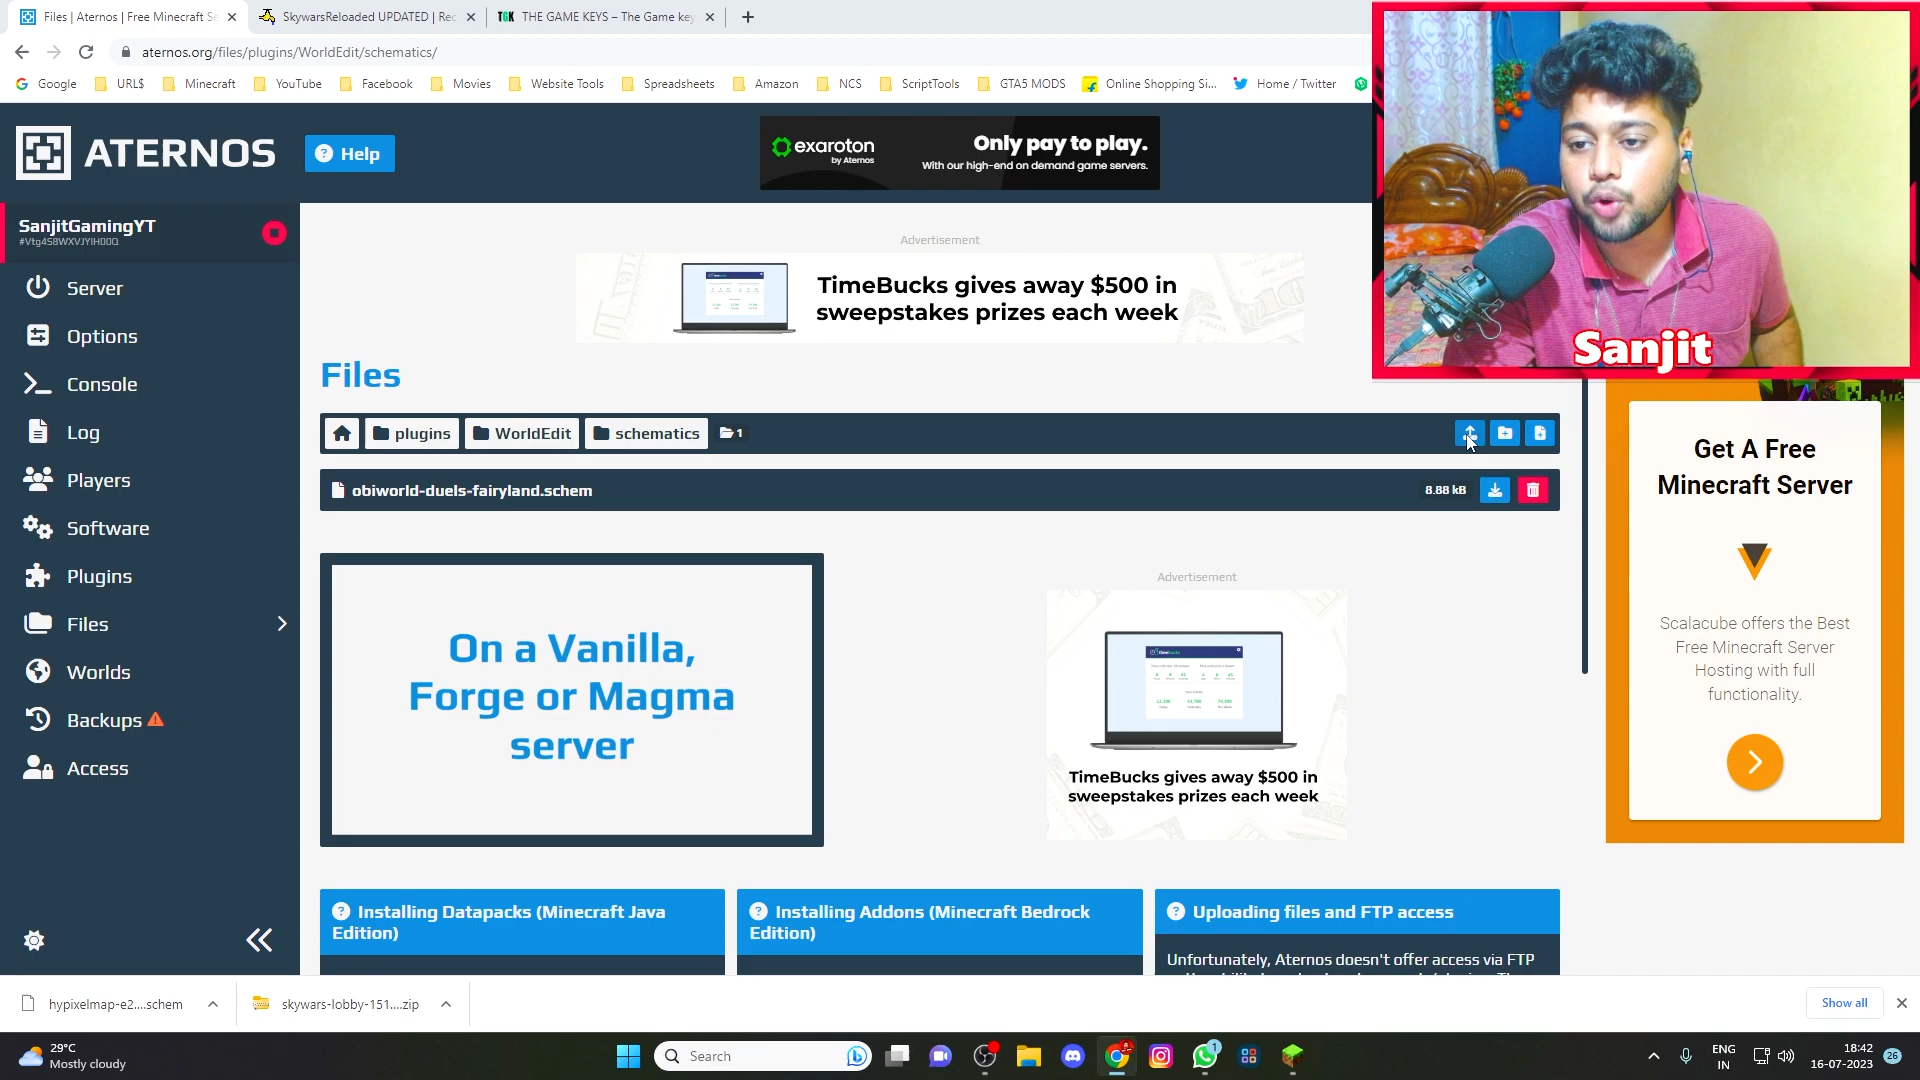 Files | Aternos | Free Minecraft Se
SkywarsReloaded UPDATED | Rec
TGK THE GAME KEYS – The Game key
aternos.org/files/plugins/WorldEdit/schematics/
Google URL$ Minecraft YouTube Facebook Movies Website Tools Spreadsheets Amazon NCS ScriptTools GTA5 MODS Online Shopping Si... Home / Twitter
ATERNOS
Help
exaroton
by Aternos
Only pay to play.
With our high-end on demand game servers.
Sanjit
SanjitGamingYT
Server
Options
Console
Log
Players
Software
Plugins
Files
Worlds
Backups
Access
Advertisement
TimeBucks gives away $500 in
sweepstakes prizes each week
Files
plugins WorldEdit schematics 1
obiworld-duels-fairyland.schem 8.88 kB
On a Vanilla,
Forge or Magma
server
Advertisement
TimeBucks gives away $500 in
sweepstakes prizes each week
Get A Free
Minecraft Server
Scalacube offers the Best
Free Minecraft Server
Hosting with full
functionality.
Installing Datapacks (Minecraft Java
Edition)
Installing Addons (Minecraft Bedrock
Edition)
Uploading files and FTP access
Unfortunately, Aternos doesn't offer access via FTP
hypixelmap-e2....schem
skywars-lobby-151....zip
Show all
29°C
Mostly cloudy
Search
1
ENG
IN
18:42
16-07-2023
26